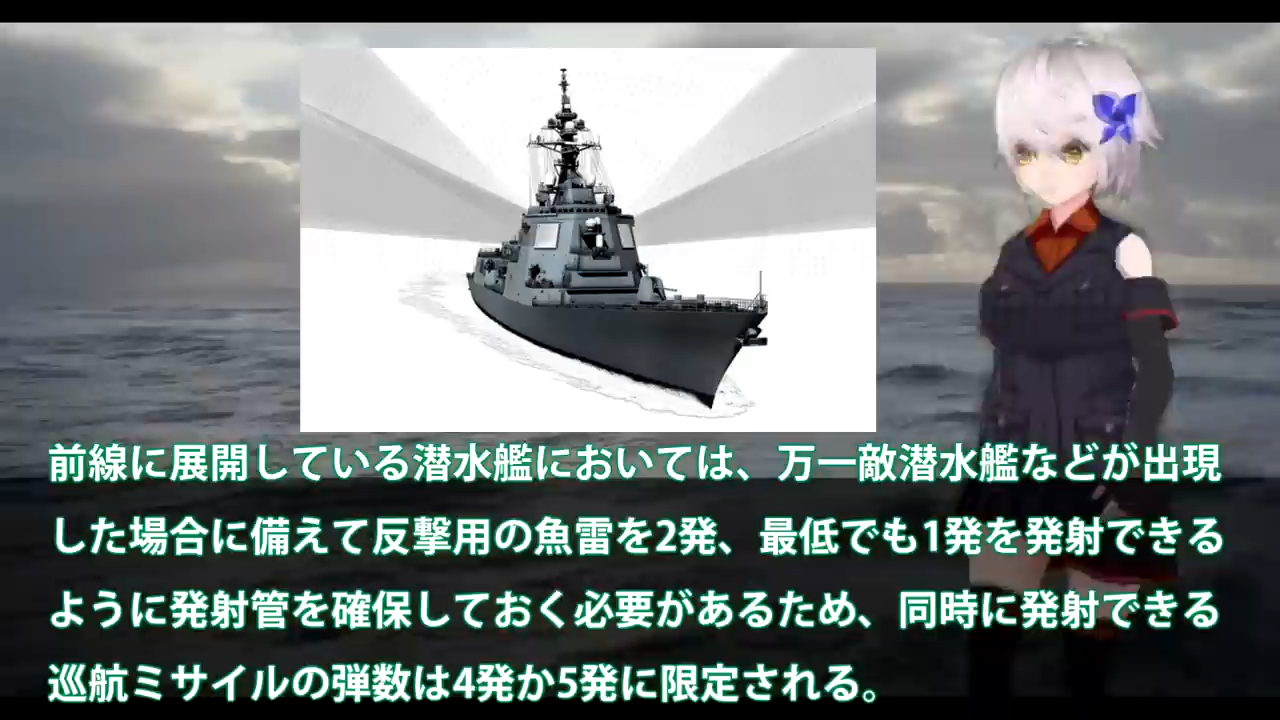 前線に展開している潜水艦においては、万一敵潜水艦などが出現
した場合に備えて反撃用の魚雷を2発、最低でも1発を発射できる
ように発射管を確保しておく必要があるため、同時に発射できる
巡航ミサイルの弾数は4発か5発に限定される。